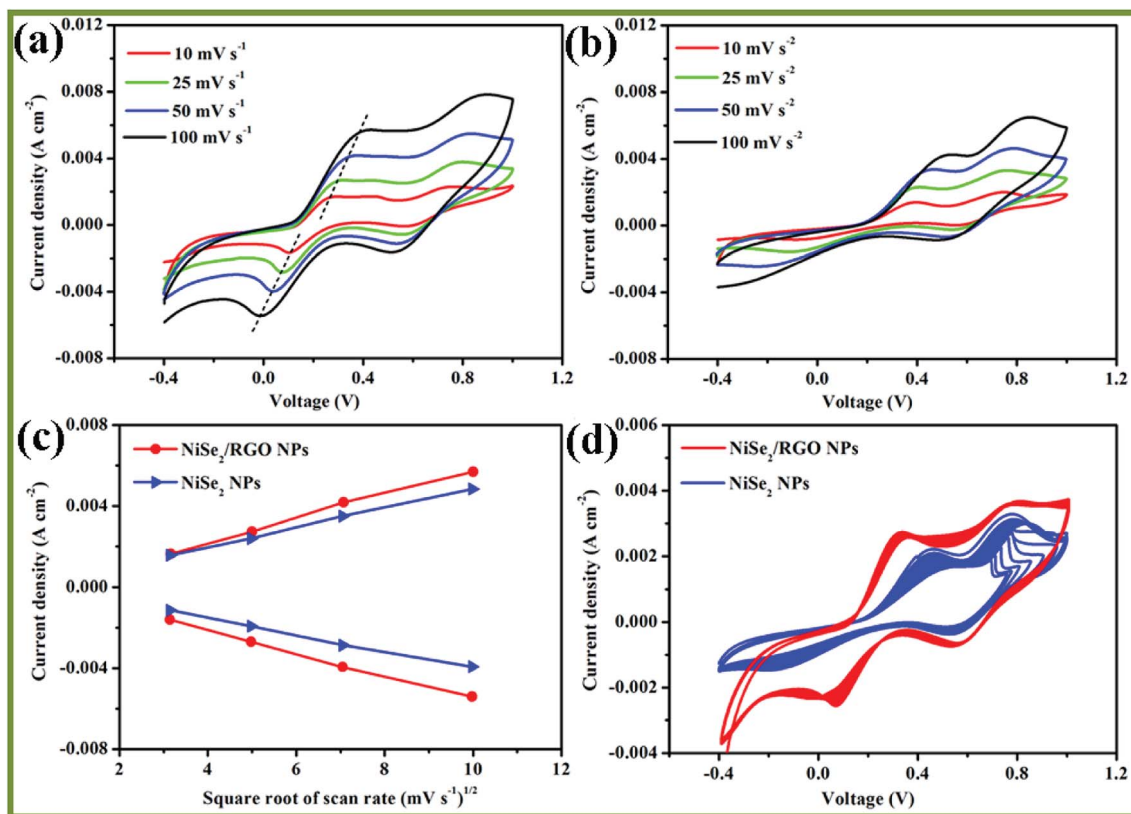 (a)
0.012
0.008
0.004
0.000
-0.004
-0.008
Current density (A cm⁻²)
10 mV s⁻¹
25 mV s⁻¹
50 mV s⁻¹
100 mV s⁻¹
-0.4 0.0 0.4 0.8 1.2
Voltage (V)
(b)
0.012
0.008
0.004
0.000
-0.004
-0.008
Current density (A cm⁻²)
10 mV s⁻²
25 mV s⁻²
50 mV s⁻²
100 mV s⁻²
-0.4 0.0 0.4 0.8 1.2
Voltage (V)
(c)
0.008
0.004
0.000
-0.004
-0.008
Current density (A cm⁻²)
NiSe₂/RGO NPs
NiSe₂ NPs
2 4 6 8 10 12
Square root of scan rate (mV s⁻¹)¹/²
(d)
0.006
0.004
0.002
0.000
-0.002
-0.004
Current density (A cm⁻²)
NiSe₂/RGO NPs
NiSe₂ NPs
-0.4 0.0 0.4 0.8 1.2
Voltage (V)